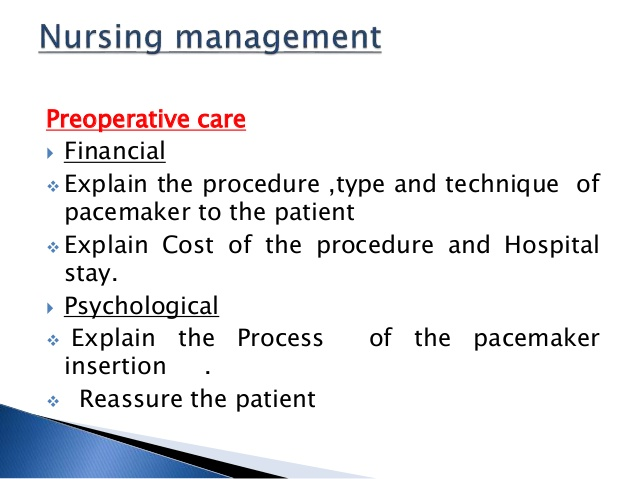 Nursing management
Preoperative care
Financial
Explain the procedure ,type and technique of
pacemaker to the patient
Explain Cost of the procedure and Hospital
stay.
Psychological
Explain the Process of the pacemaker
insertion .
Reassure the patient